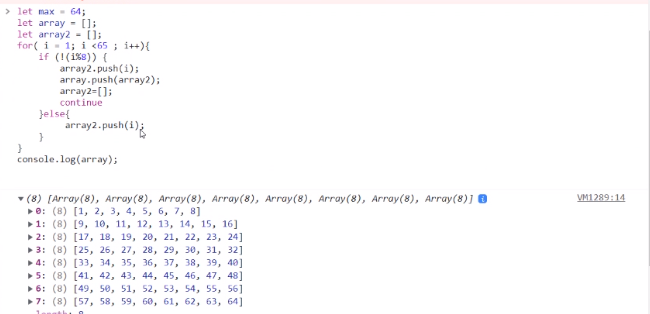 > let max = 64;
let array = [];
let array2 = [];
for( i = 1; i <65 ; i++){
    if (!(i%8)) {
        array2.push(i);
        array.push(array2);
        array2=[];
        continue
    }else{
         array2.push(i);
    }
}
console.log(array);
VM1289:14
▼(8) [Array(8), Array(8), Array(8), Array(8), Array(8), Array(8), Array(8), Array(8)] i
▶0: (8) [1, 2, 3, 4, 5, 6, 7, 8]
▶1: (8) [9, 10, 11, 12, 13, 14, 15, 16]
▶2: (8) [17, 18, 19, 20, 21, 22, 23, 24]
▶3: (8) [25, 26, 27, 28, 29, 30, 31, 32]
▶4: (8) [33, 34, 35, 36, 37, 38, 39, 40]
▶5: (8) [41, 42, 43, 44, 45, 46, 47, 48]
▶6: (8) [49, 50, 51, 52, 53, 54, 55, 56]
▶7: (8) [57, 58, 59, 60, 61, 62, 63, 64]
length: 8